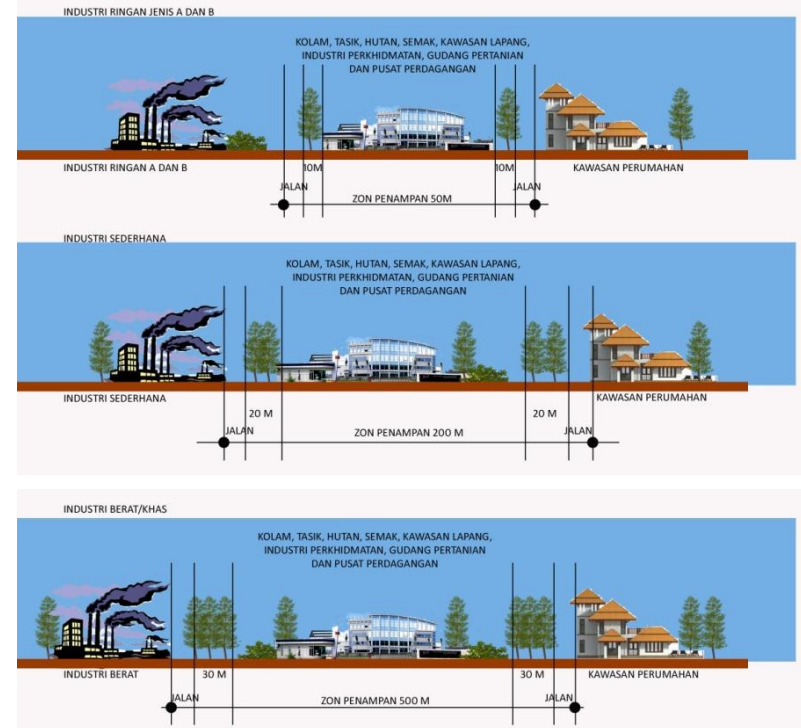 INDUSTRI RINGAN JENIS A DAN B
KOLAM, TASIK, HUTAN, SEMAK, KAWASAN LAPANG,
INDUSTRI PERKHIDMATAN, GUDANG PERTANIAN
DAN PUSAT PERDAGANGAN
INDUSTRI RINGAN A DAN B
10M
10M
KAWASAN PERUMAHAN
JALAN
JALAN
ZON PENAMPAN 50M
INDUSTRI SEDERHANA
KOLAM, TASIK, HUTAN, SEMAK, KAWASAN LAPANG,
INDUSTRI PERKHIDMATAN, GUDANG PERTANIAN
DAN PUSAT PERDAGANGAN
INDUSTRI SEDERHANA
KAWASAN PERUMAHAN
20 M
20 M
JALAN
ZON PENAMPAN 200 M
JALAN
INDUSTRI BERAT/KHAS
KOLAM, TASIK, HUTAN, SEMAK, KAWASAN LAPANG,
INDUSTRI PERKHIDMATAN, GUDANG PERTANIAN
DAN PUSAT PERDAGANGAN
INDUSTRI BERAT
30 M
30 M
KAWASAN PERUMAHAN
JALAN
ZON PENAMPAN 500 M
JALAN